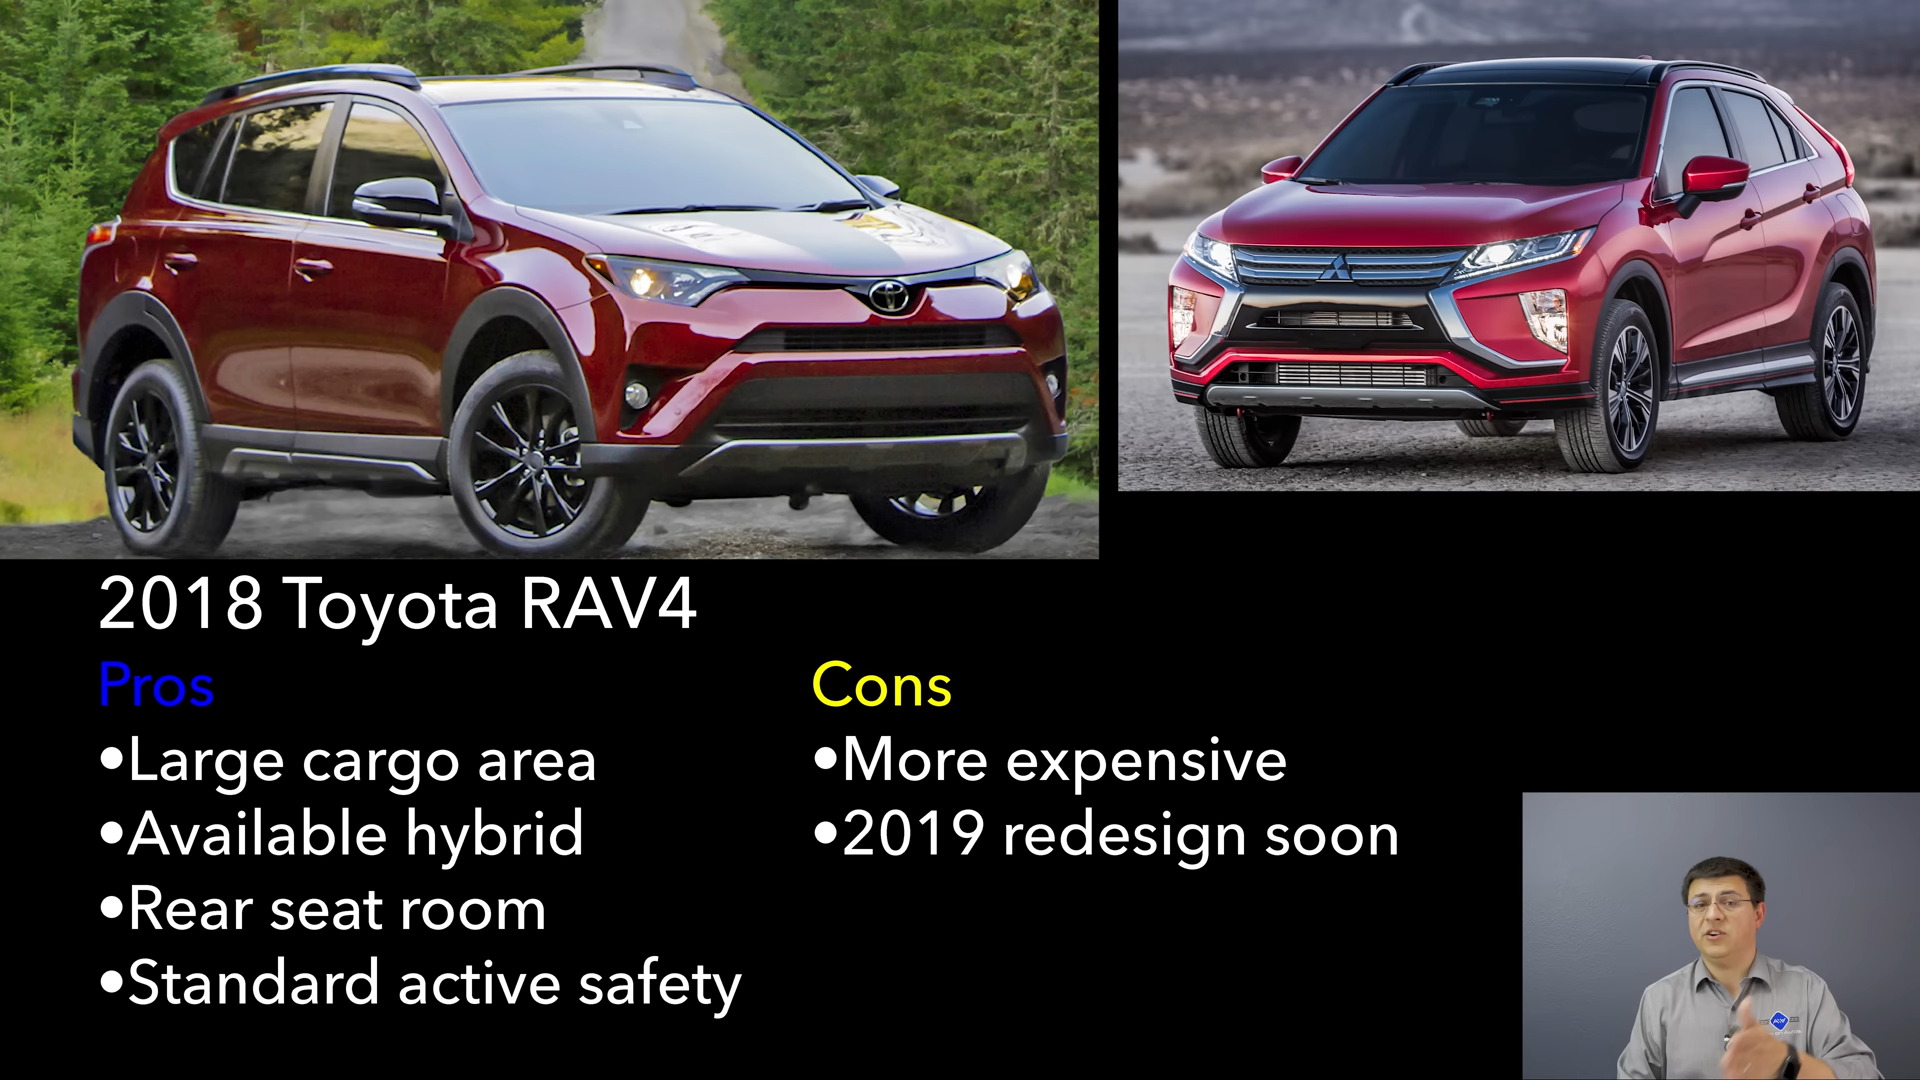 2018 Toyota RAV4
Pros
•Large cargo area
•Available hybrid
•Rear seat room
•Standard active safety
Cons
•More expensive
•2019 redesign soon